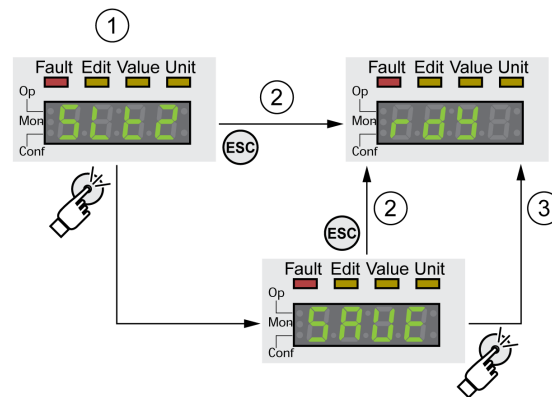 1
Fault Edit Value Unit
Op
Mon
Conf
SLt2
2
ESC
Fault Edit Value Unit
Op
Mon
Conf
rdy
ESC
2
3
Fault Edit Value Unit
Op
Mon
Conf
SAVE